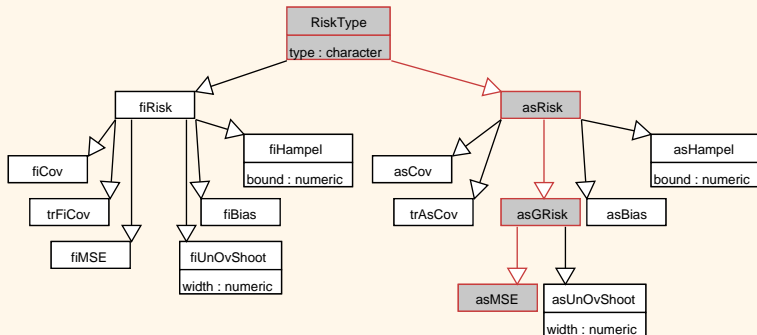 RiskType
type : character
fiRisk
asRisk
fiHampel
bound : numeric
asHampel
bound : numeric
fiCov
asCov
trFiCov
fiBias
trAsCov
asGRisk
asBias
fiMSE
fiUnOvShoot
width : numeric
asMSE
asUnOvShoot
width : numeric